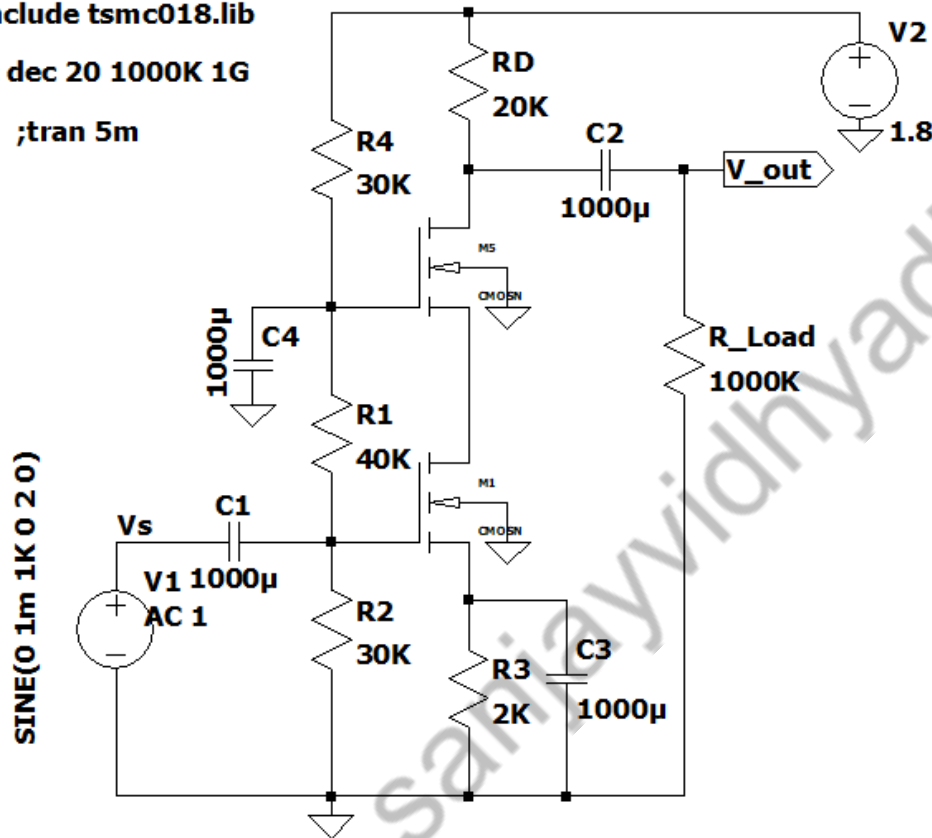 nclude tsmc018.lib
dec 20 1000K 1G
;tran 5m
V2
1.8
RD
20K
R4
30K
C2
1000µ
V_out
M5
CMOSN
C4
1000µ
R_Load
1000K
R1
40K
M1
CMOSN
SINE(0 1m 1K 0 2 0)
Vs
C1
1000µ
V1
AC 1
R2
30K
R3
2K
C3
1000µ
sanjayvidhyad